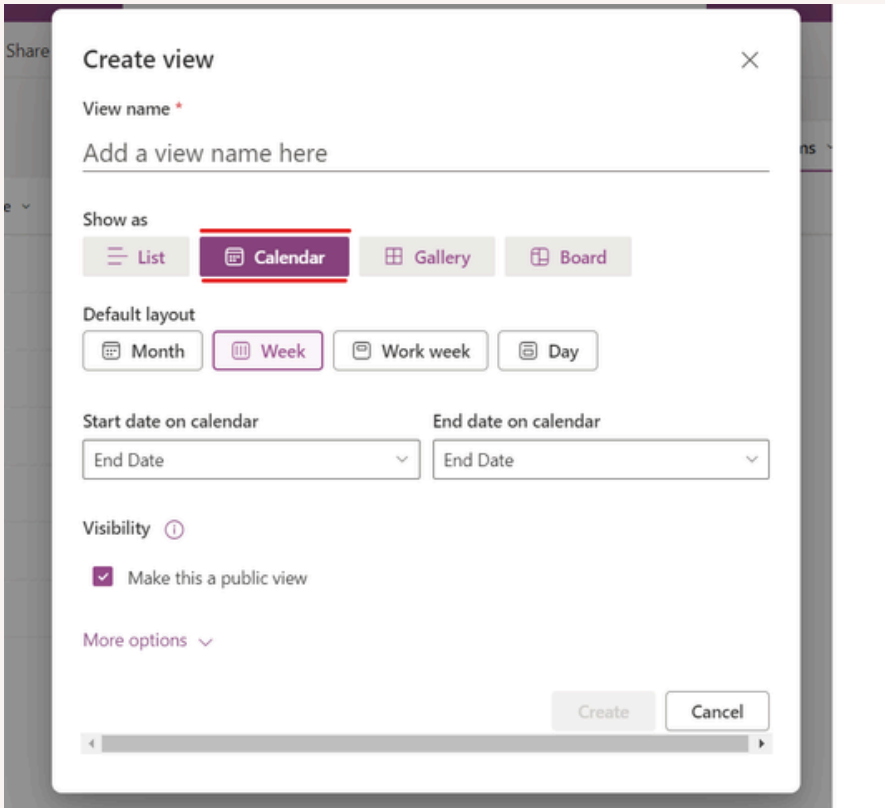 Share
Create view
View name *
Add a view name here
Show as
List Calendar Gallery Board
Default layout
Month Week Work week Day
Start date on calendar End date on calendar
End Date End Date
Visibility
Make this a public view
More options
Create Cancel